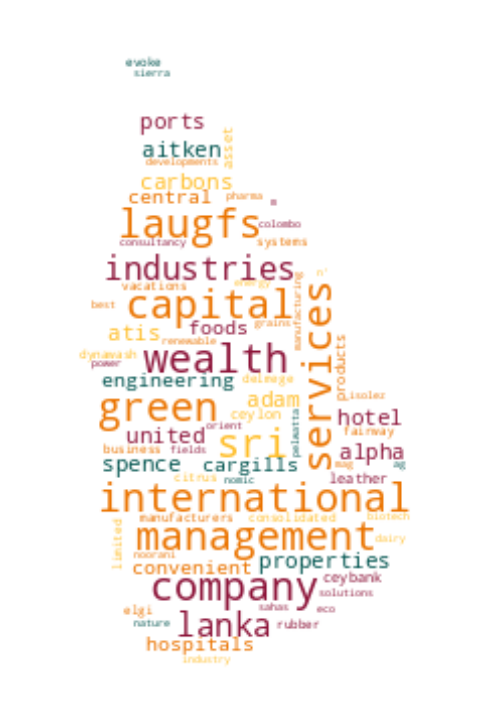 evoke
sierra
ports
aitken
asset
developments
carbons
central
pharma
m
laugfs
colombo
consultancy
systems
industries
n'
vacations
energy
manufacturing
services
best
capital
grains
atis
foods
renewable
products
dynawash
power
wealth
engineering
delmege
isolez
green
adam
ceylon
pelwatta
hotel
orient
united
sri
fairway
business
fields
alpha
spence
cargills
mag
ag
citrus
nomic
leather
international
manufacturers
consolidated
biotech
limited
management
dairy
noorani
properties
convenient
ceybank
company
solutions
elgi
sahas
eco
nature
lanka
rubber
hospitals
industry